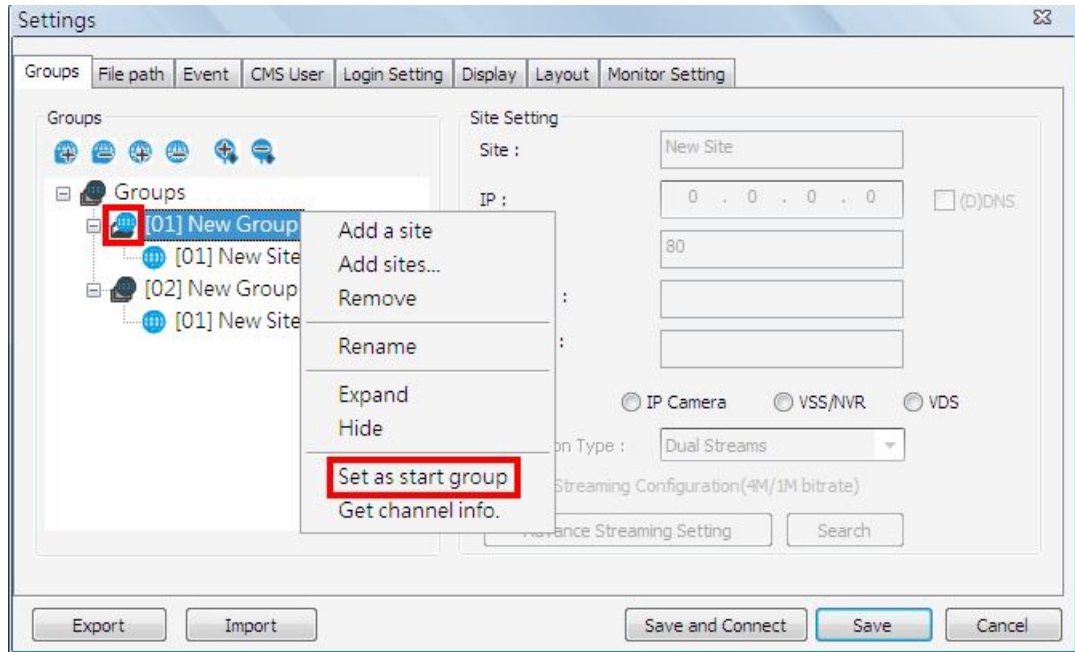 Settings
Groups File path Event CMS User Login Setting Display Layout Monitor Setting
Groups
Groups
[01] New Group
[01] New Site
[02] New Group
[01] New Site
Add a site
Add sites...
Remove
Rename
Expand
Hide
Set as start group
Get channel info.
Site Setting
Site : New Site
IP : 0 . 0 . 0 . 0 (D)DNS
80
:
:
IP Camera VSS/NVR VDS
on Type : Dual Streams
Streaming Configuration(4M/1M bitrate)
Advance Streaming Setting Search
Export Import Save and Connect Save Cancel